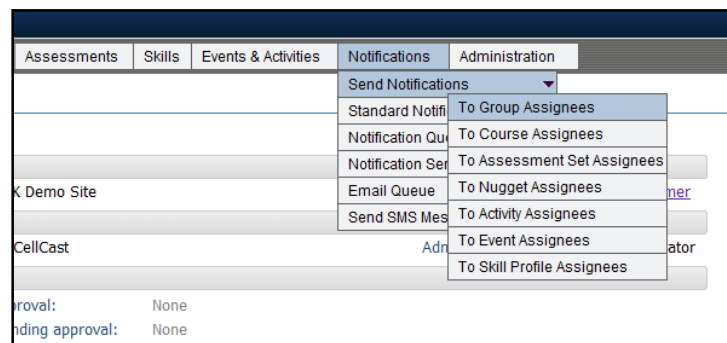 Assessments Skills Events & Activities Notifications Administration
Send Notifications
Standard Notifi
To Group Assignees
Notification Qu
To Course Assignees
Notification Ser
To Assessment Set Assignees
Email Queue
To Nugget Assignees
Send SMS Mes
To Activity Assignees
To Event Assignees
To Skill Profile Assignees
X Demo Site
mer
CellCast
Adn
ator
roval: None
nding approval: None